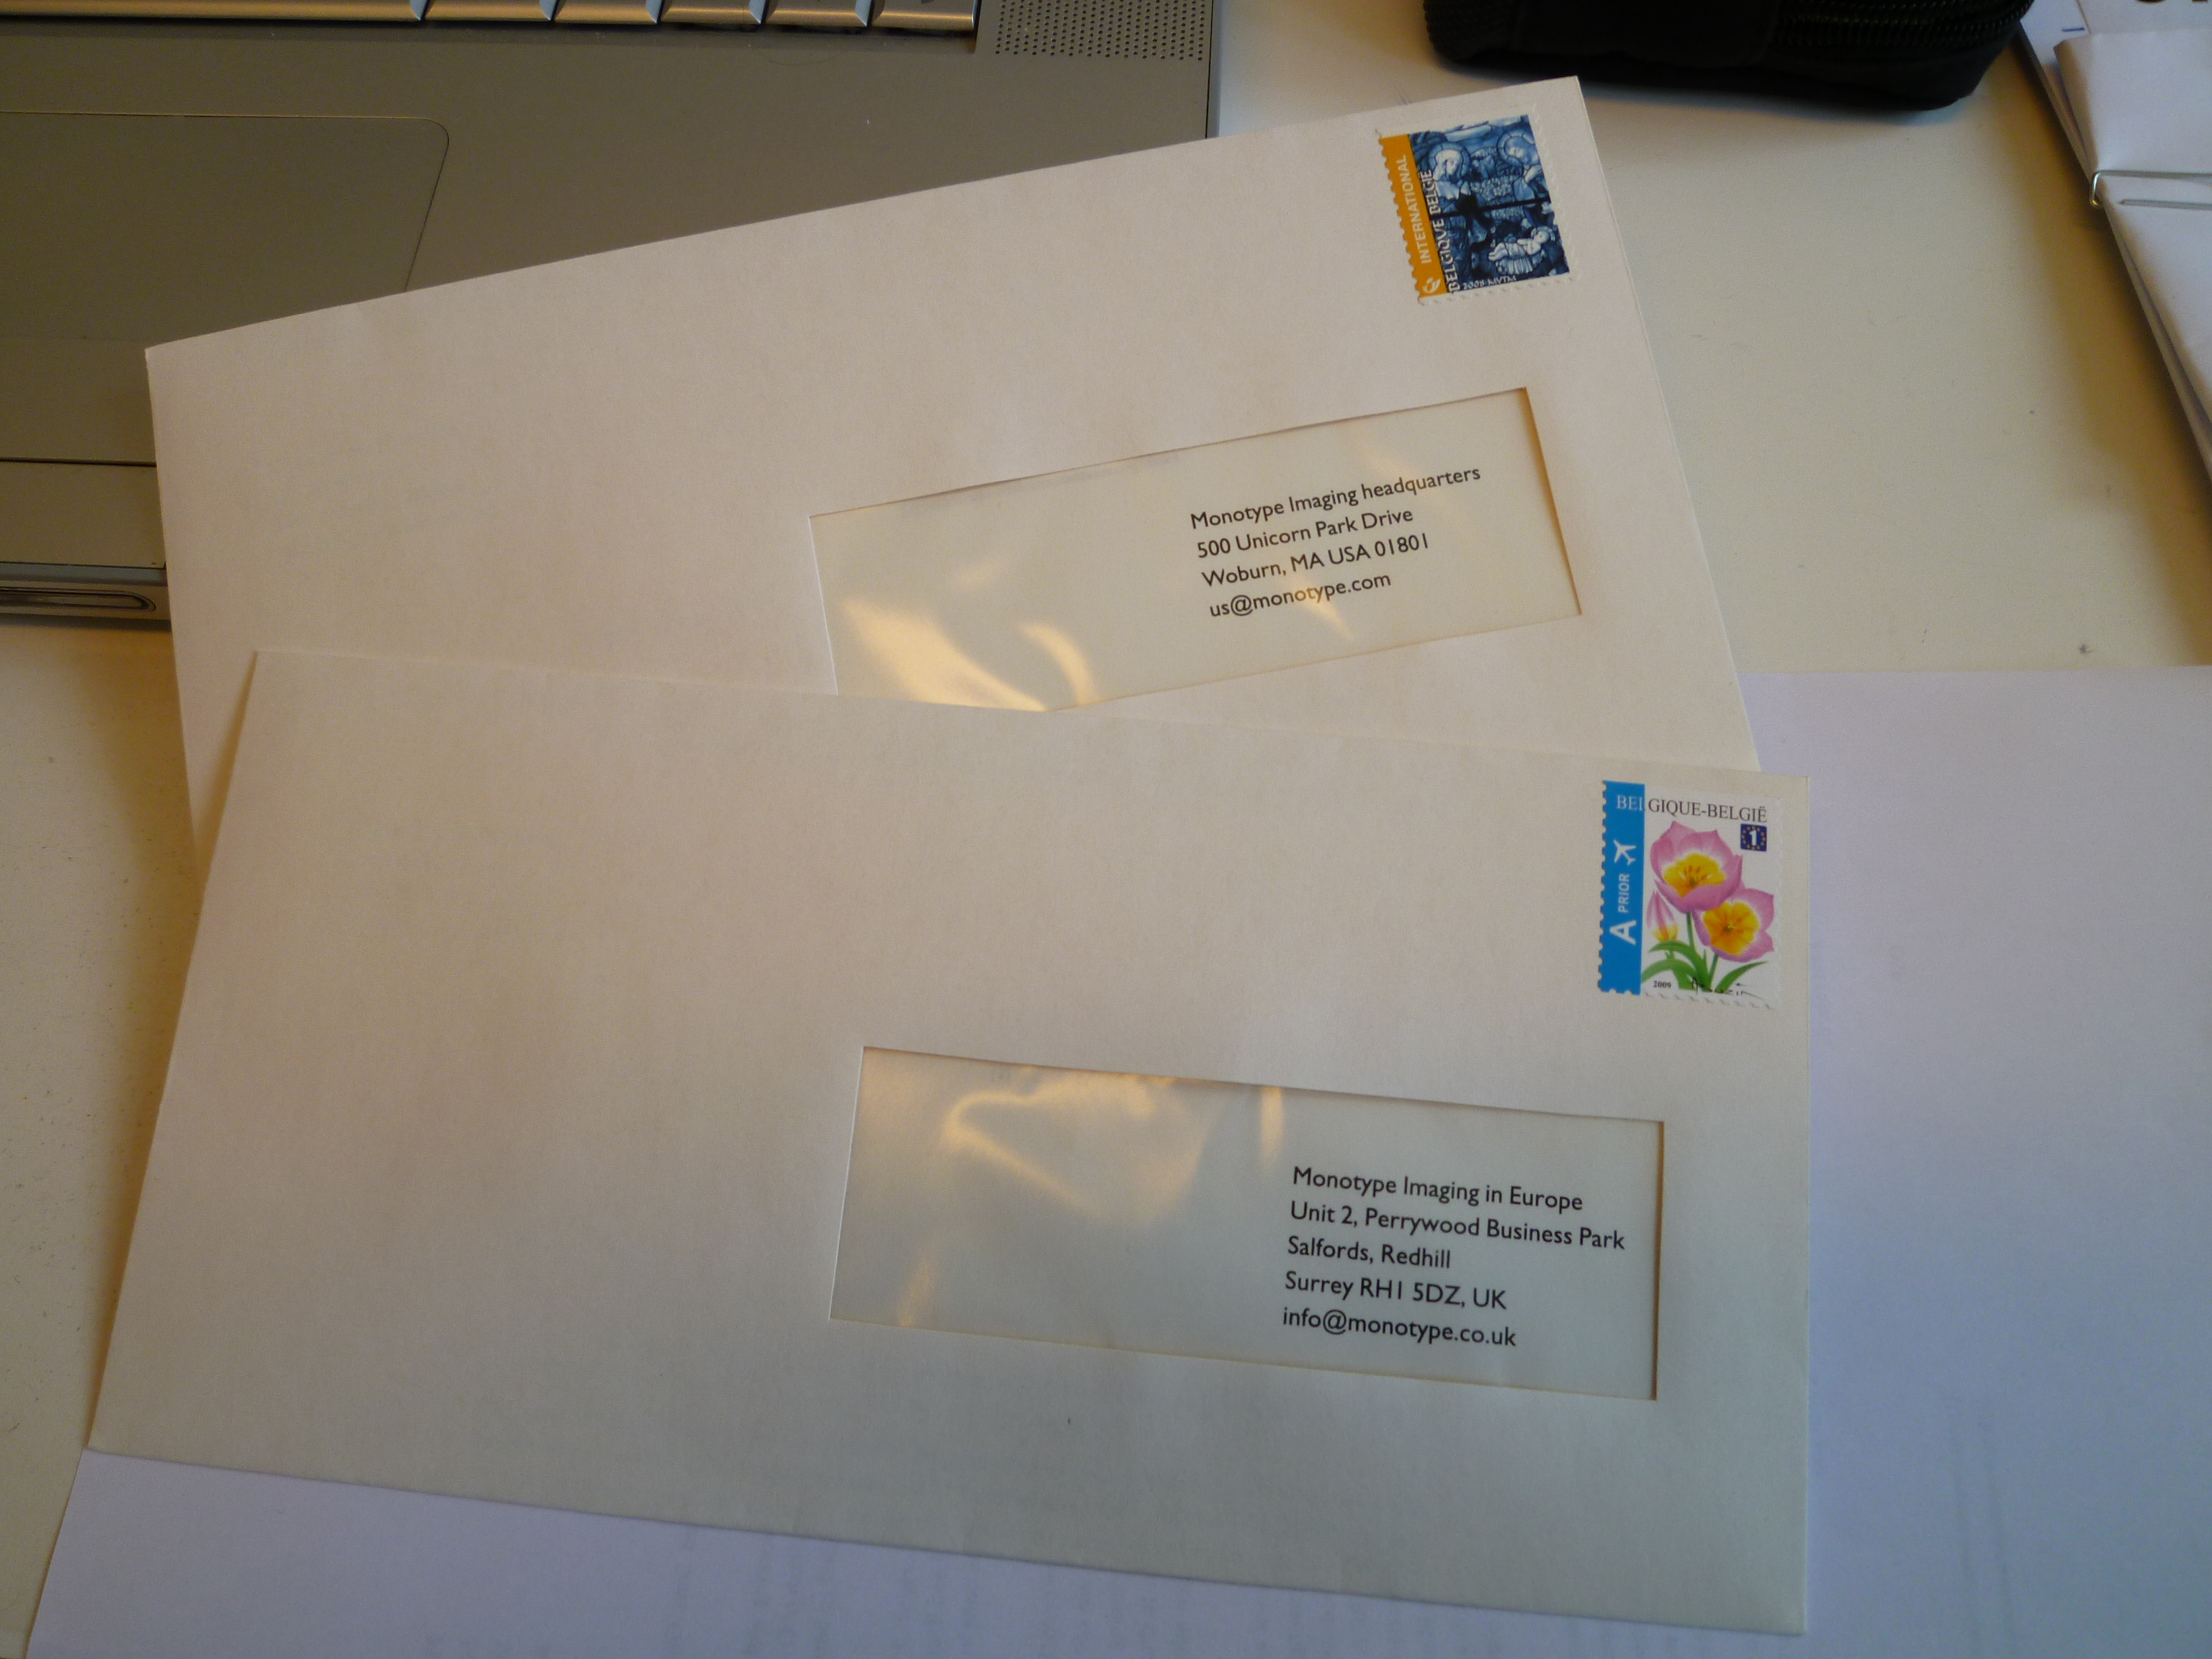 INTERNATIONAL
BELGIQUE BELGIË
2008 MVTM
Monotype Imaging headquarters
500 Unicorn Park Drive
Woburn, MA USA 01801
us@monotype.com
BELGIQUE-BELGIË
1
A PRIOR
2009
Monotype Imaging in Europe
Unit 2, Perrywood Business Park
Salfords, Redhill
Surrey RH1 5DZ, UK
info@monotype.co.uk